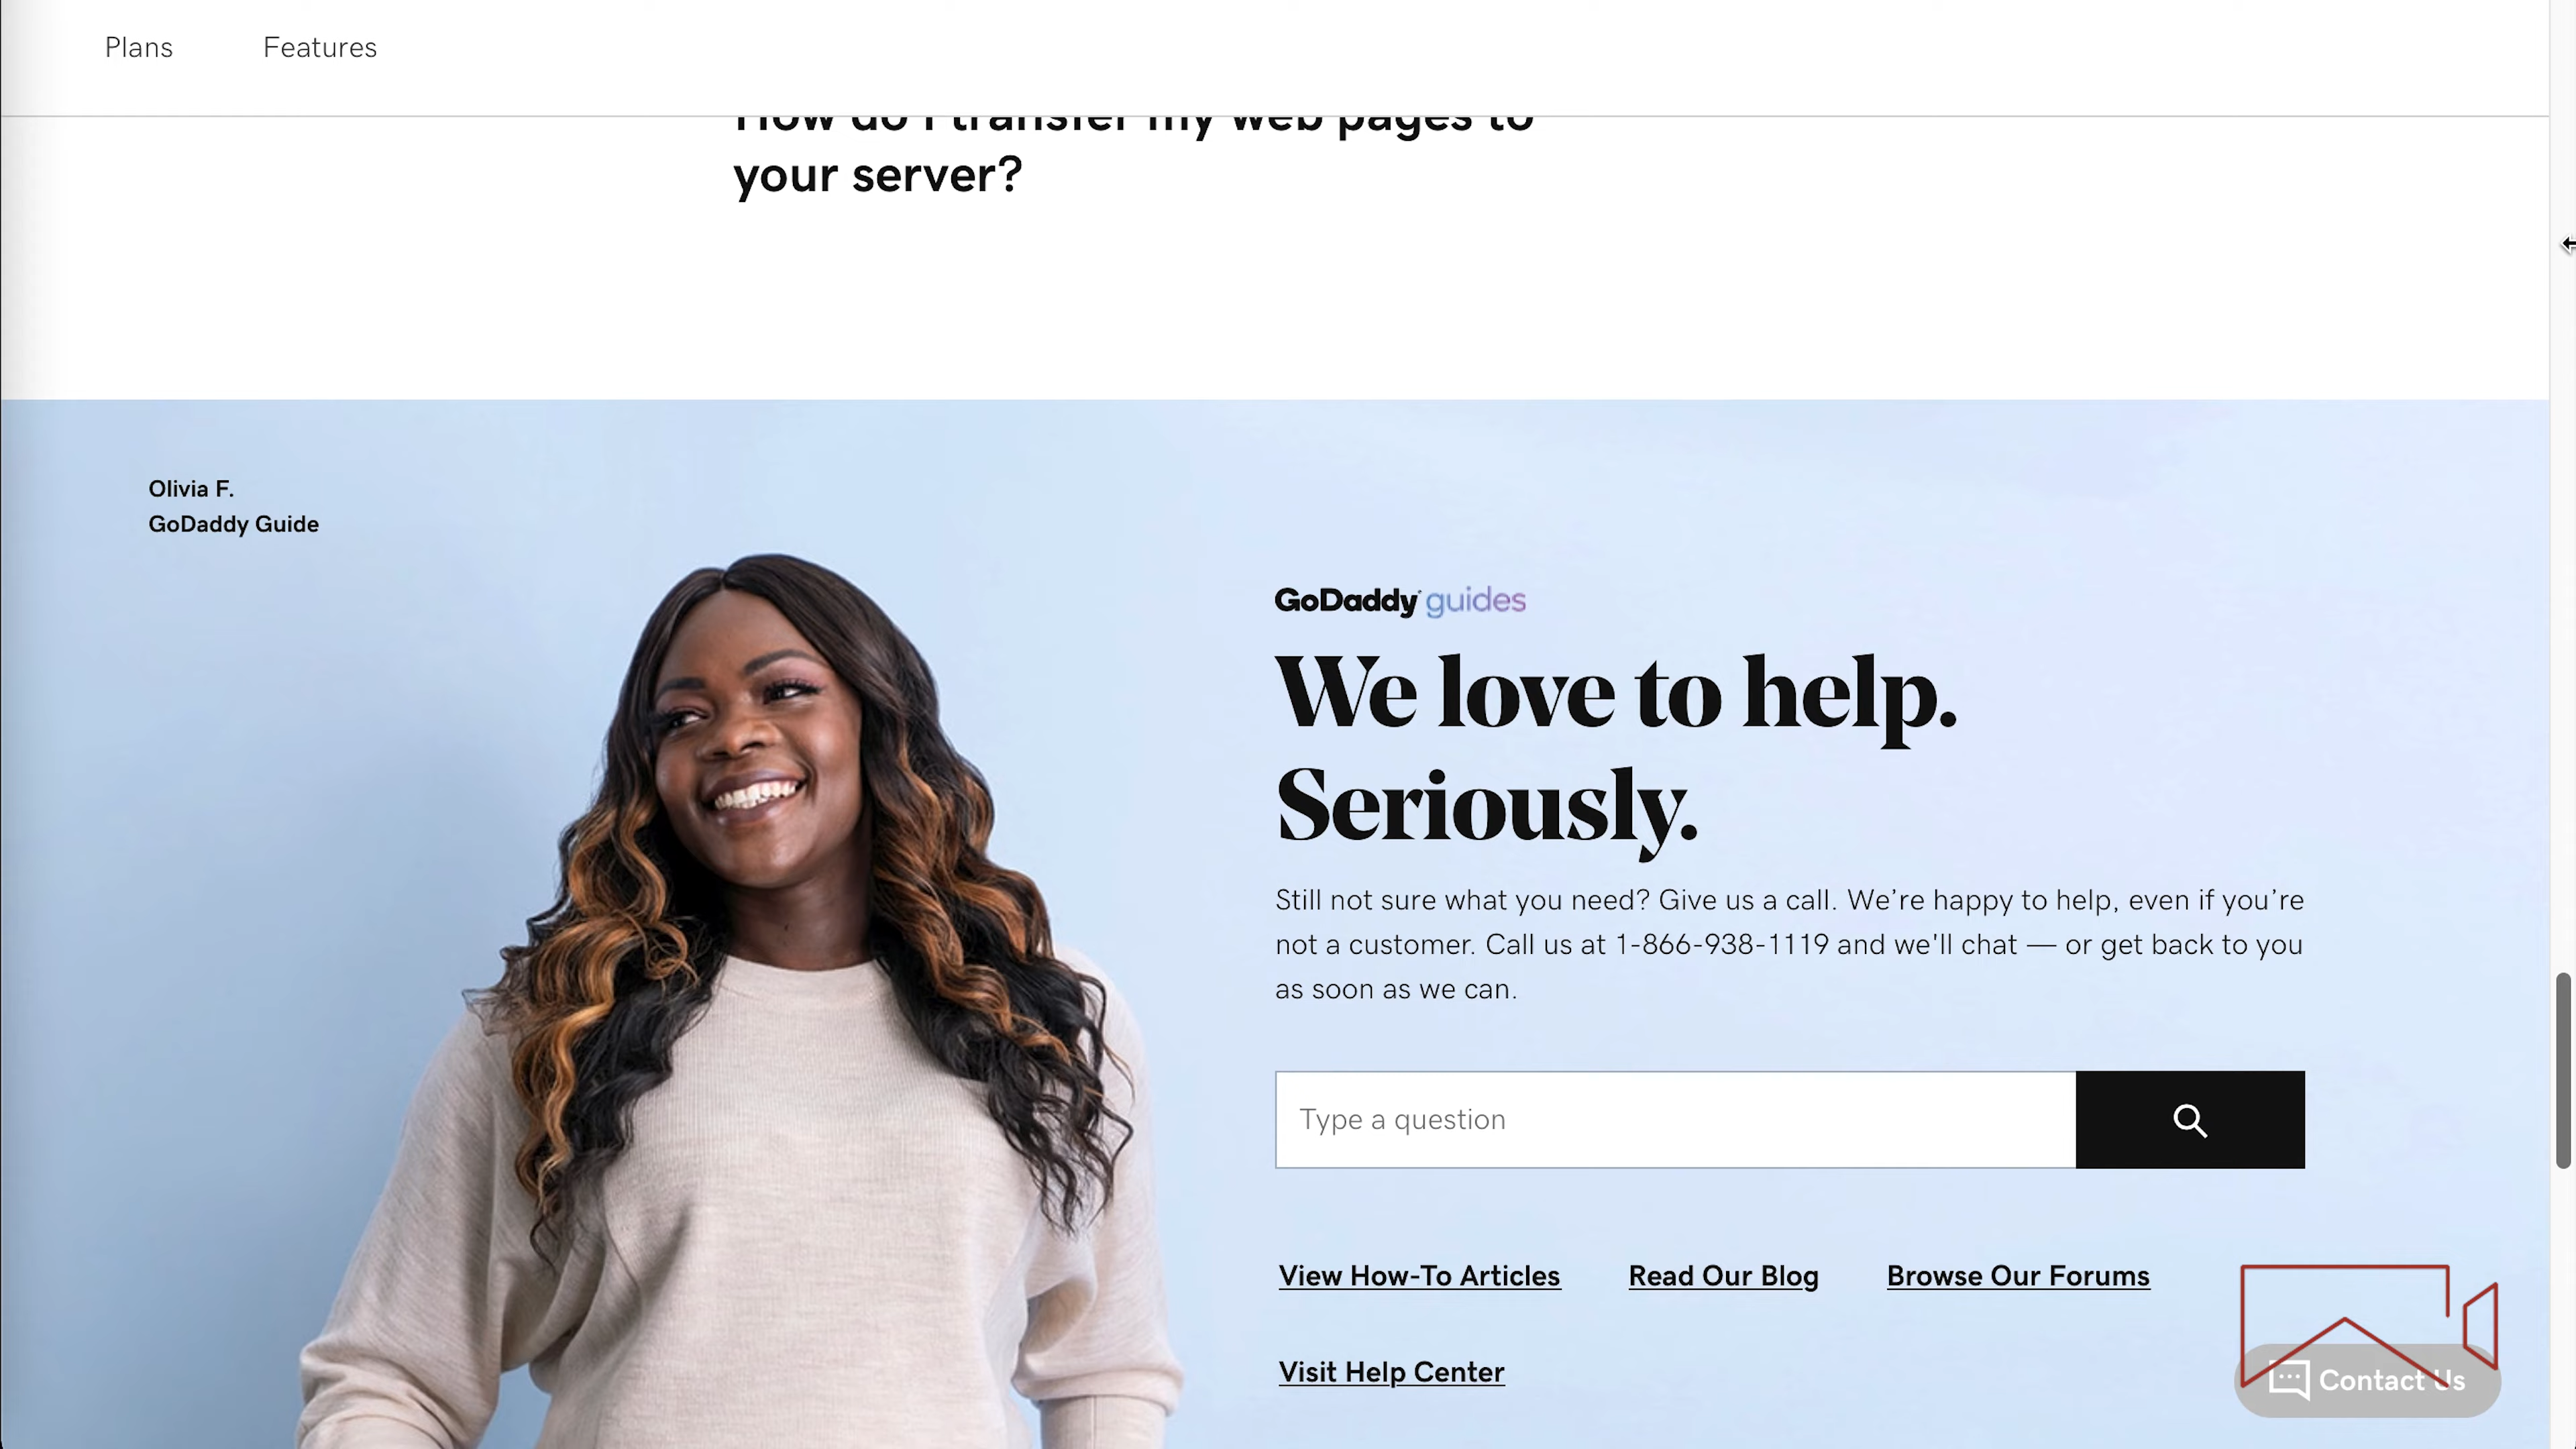 Plans Features
How do I transfer my web pages to
your server?
Olivia F.
GoDaddy Guide
GoDaddy guides
We love to help.
Seriously.
Still not sure what you need? Give us a call. We’re happy to help, even if you’re
not a customer. Call us at 1-866-938-1119 and we'll chat — or get back to you
as soon as we can.
Type a question
View How-To Articles Read Our Blog Browse Our Forums
Visit Help Center
Contact Us